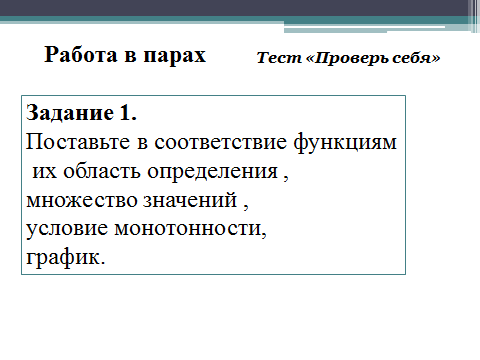 Работа в парах Тест «Проверь себя»
Задание 1.
Поставьте в соответствие функциям
их область определения ,
множество значений ,
условие монотонности,
график.